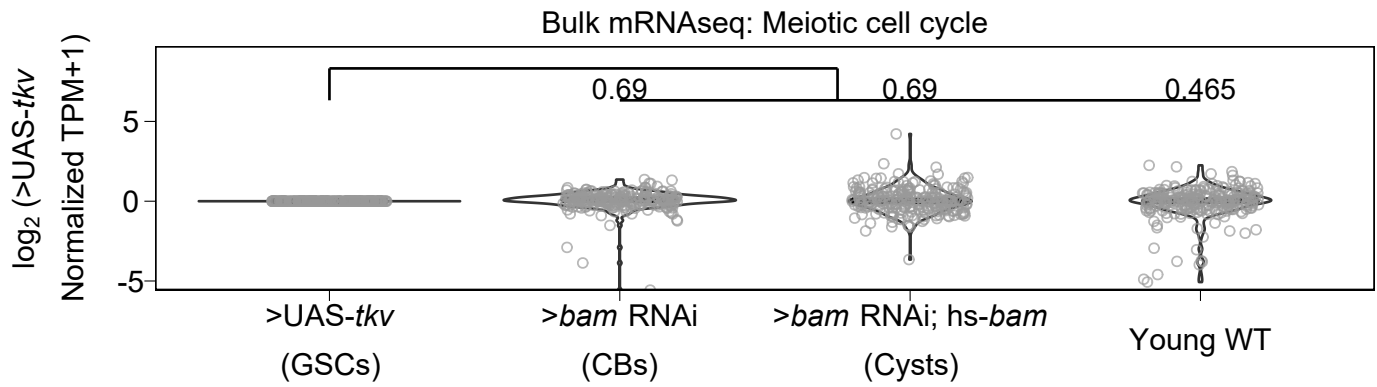 Bulk mRNAseq: Meiotic cell cycle
log₂ (>UAS-tkv
Normalized TPM+1)
0.69 0.69 0.465
5
0
-5
>UAS-tkv >bam RNAi >bam RNAi; hs-bam Young WT
(GSCs) (CBs) (Cysts)